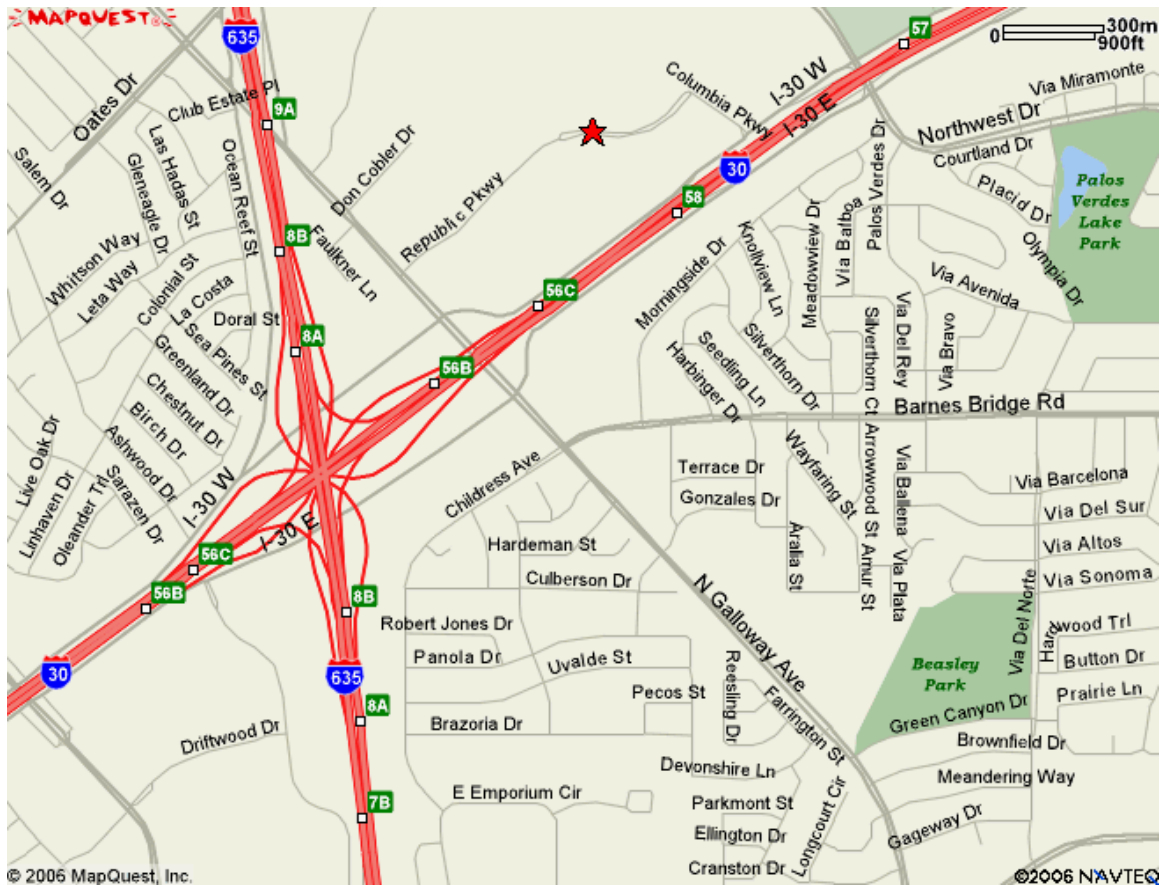 MAPQUEST
635
57
0 300m
900ft
Oates Dr
Club Estate Pl
9A
Columbia Pkwy
I-30 W
I-30 E
Via Miramonte
Northwest Dr
Courtland Dr
Placid Dr
Palos
Verdes
Lake
Park
Salem Dr
Gleneagle Dr
Las Hadas St
Ocean Reef St
Don Cobler Dr
Republic Pkwy
30
58
Palos Verdes Dr
Via Balboa
Meadowview Dr
Knollview Ln
Morningside Dr
Olympia Dr
Via Avenida
Whitson Way
Leta Way
Colonial St
La Costa
8B
Faulkner Ln
56C
Doral St
Sea Pines St
8A
Greenland Dr
Chestnut Dr
Birch Dr
Ashwood Dr
56B
Seedling Ln
Harbinger Dr
Silverthorn Dr
Silverthorn Ct
Via Del Rey
Via Bravo
Barnes Bridge Rd
Live Oak Dr
Linhaven Dr
Oleander Trl
Sarazen Dr
I-30 W
I-30 E
Childress Ave
Terrace Dr
Gonzales Dr
Wayfaring St
Arrowwood St
Via Ballena
Via Barcelona
Via Del Sur
Via Altos
Via Sonoma
56C
56B
Hardeman St
Culberson Dr
Aralia St
Amur St
Via Plata
8B
Robert Jones Dr
Panola Dr
Uvalde St
N Galloway Ave
Via Del Norte
Hardwood Trl
Button Dr
Prairie Ln
30
635
8A
Pecos St
Reesling Dr
Farrington St
Beasley
Park
Green Canyon Dr
Brownfield Dr
Driftwood Dr
Brazoria Dr
Devonshire Ln
Meandering Way
7B
E Emporium Cir
Parkmont St
Ellington Dr
Cranston Dr
Longcourt Cir
Gageway Dr
© 2006 MapQuest, Inc.
©2006 NAVTEQ